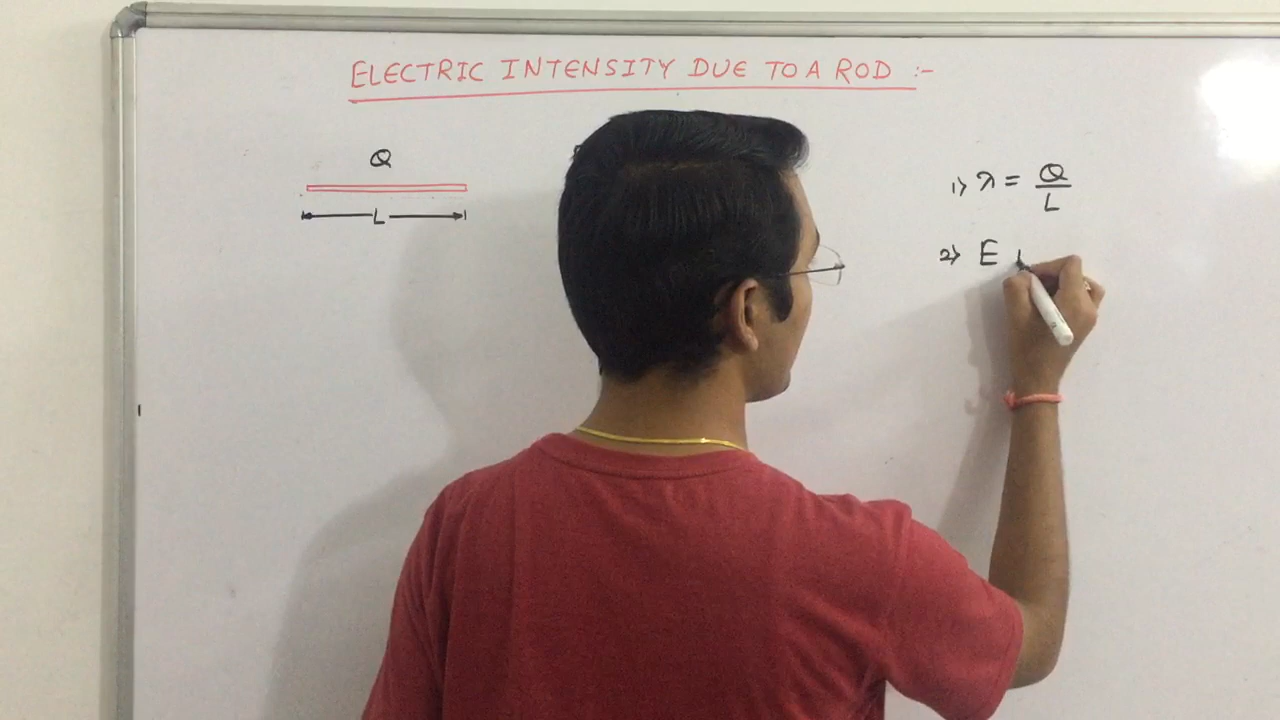 ELECTRIC INTENSITY DUE TO A ROD :-
Q
L
1) λ = Q/L
2) E